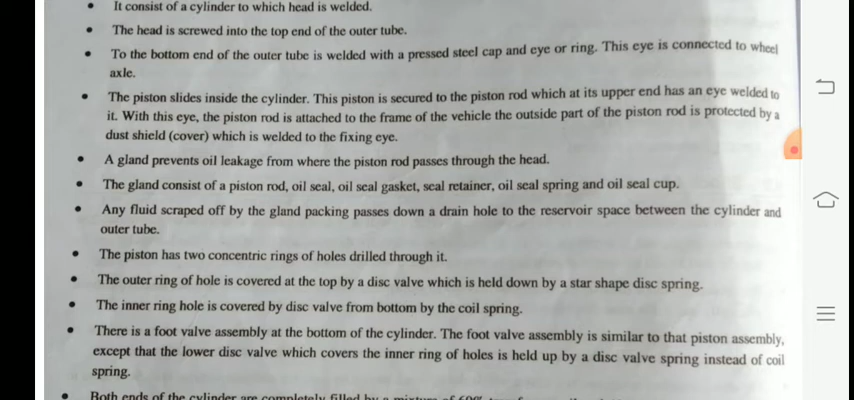 • It consist of a cylinder to which head is welded.
• The head is screwed into the top end of the outer tube.
• To the bottom end of the outer tube is welded with a pressed steel cap and eye or ring. This eye is connected to wheel
axle.
• The piston slides inside the cylinder. This piston is secured to the piston rod which at its upper end has an eye welded to
it. With this eye, the piston rod is attached to the frame of the vehicle the outside part of the piston rod is protected by a
dust shield (cover) which is welded to the fixing eye.
• A gland prevents oil leakage from where the piston rod passes through the head.
• The gland consist of a piston rod, oil seal, oil seal gasket, seal retainer, oil seal spring and oil seal cup.
• Any fluid scraped off by the gland packing passes down a drain hole to the reservoir space between the cylinder and
outer tube.
• The piston has two concentric rings of holes drilled through it.
• The outer ring of hole is covered at the top by a disc valve which is held down by a star shape disc spring.
• The inner ring hole is covered by disc valve from bottom by the coil spring.
• There is a foot valve assembly at the bottom of the cylinder. The foot valve assembly is similar to that piston assembly,
except that the lower disc valve which covers the inner ring of holes is held up by a disc valve spring instead of coil
spring.
• Both ends of the cylinder are completely filled by a mixture of